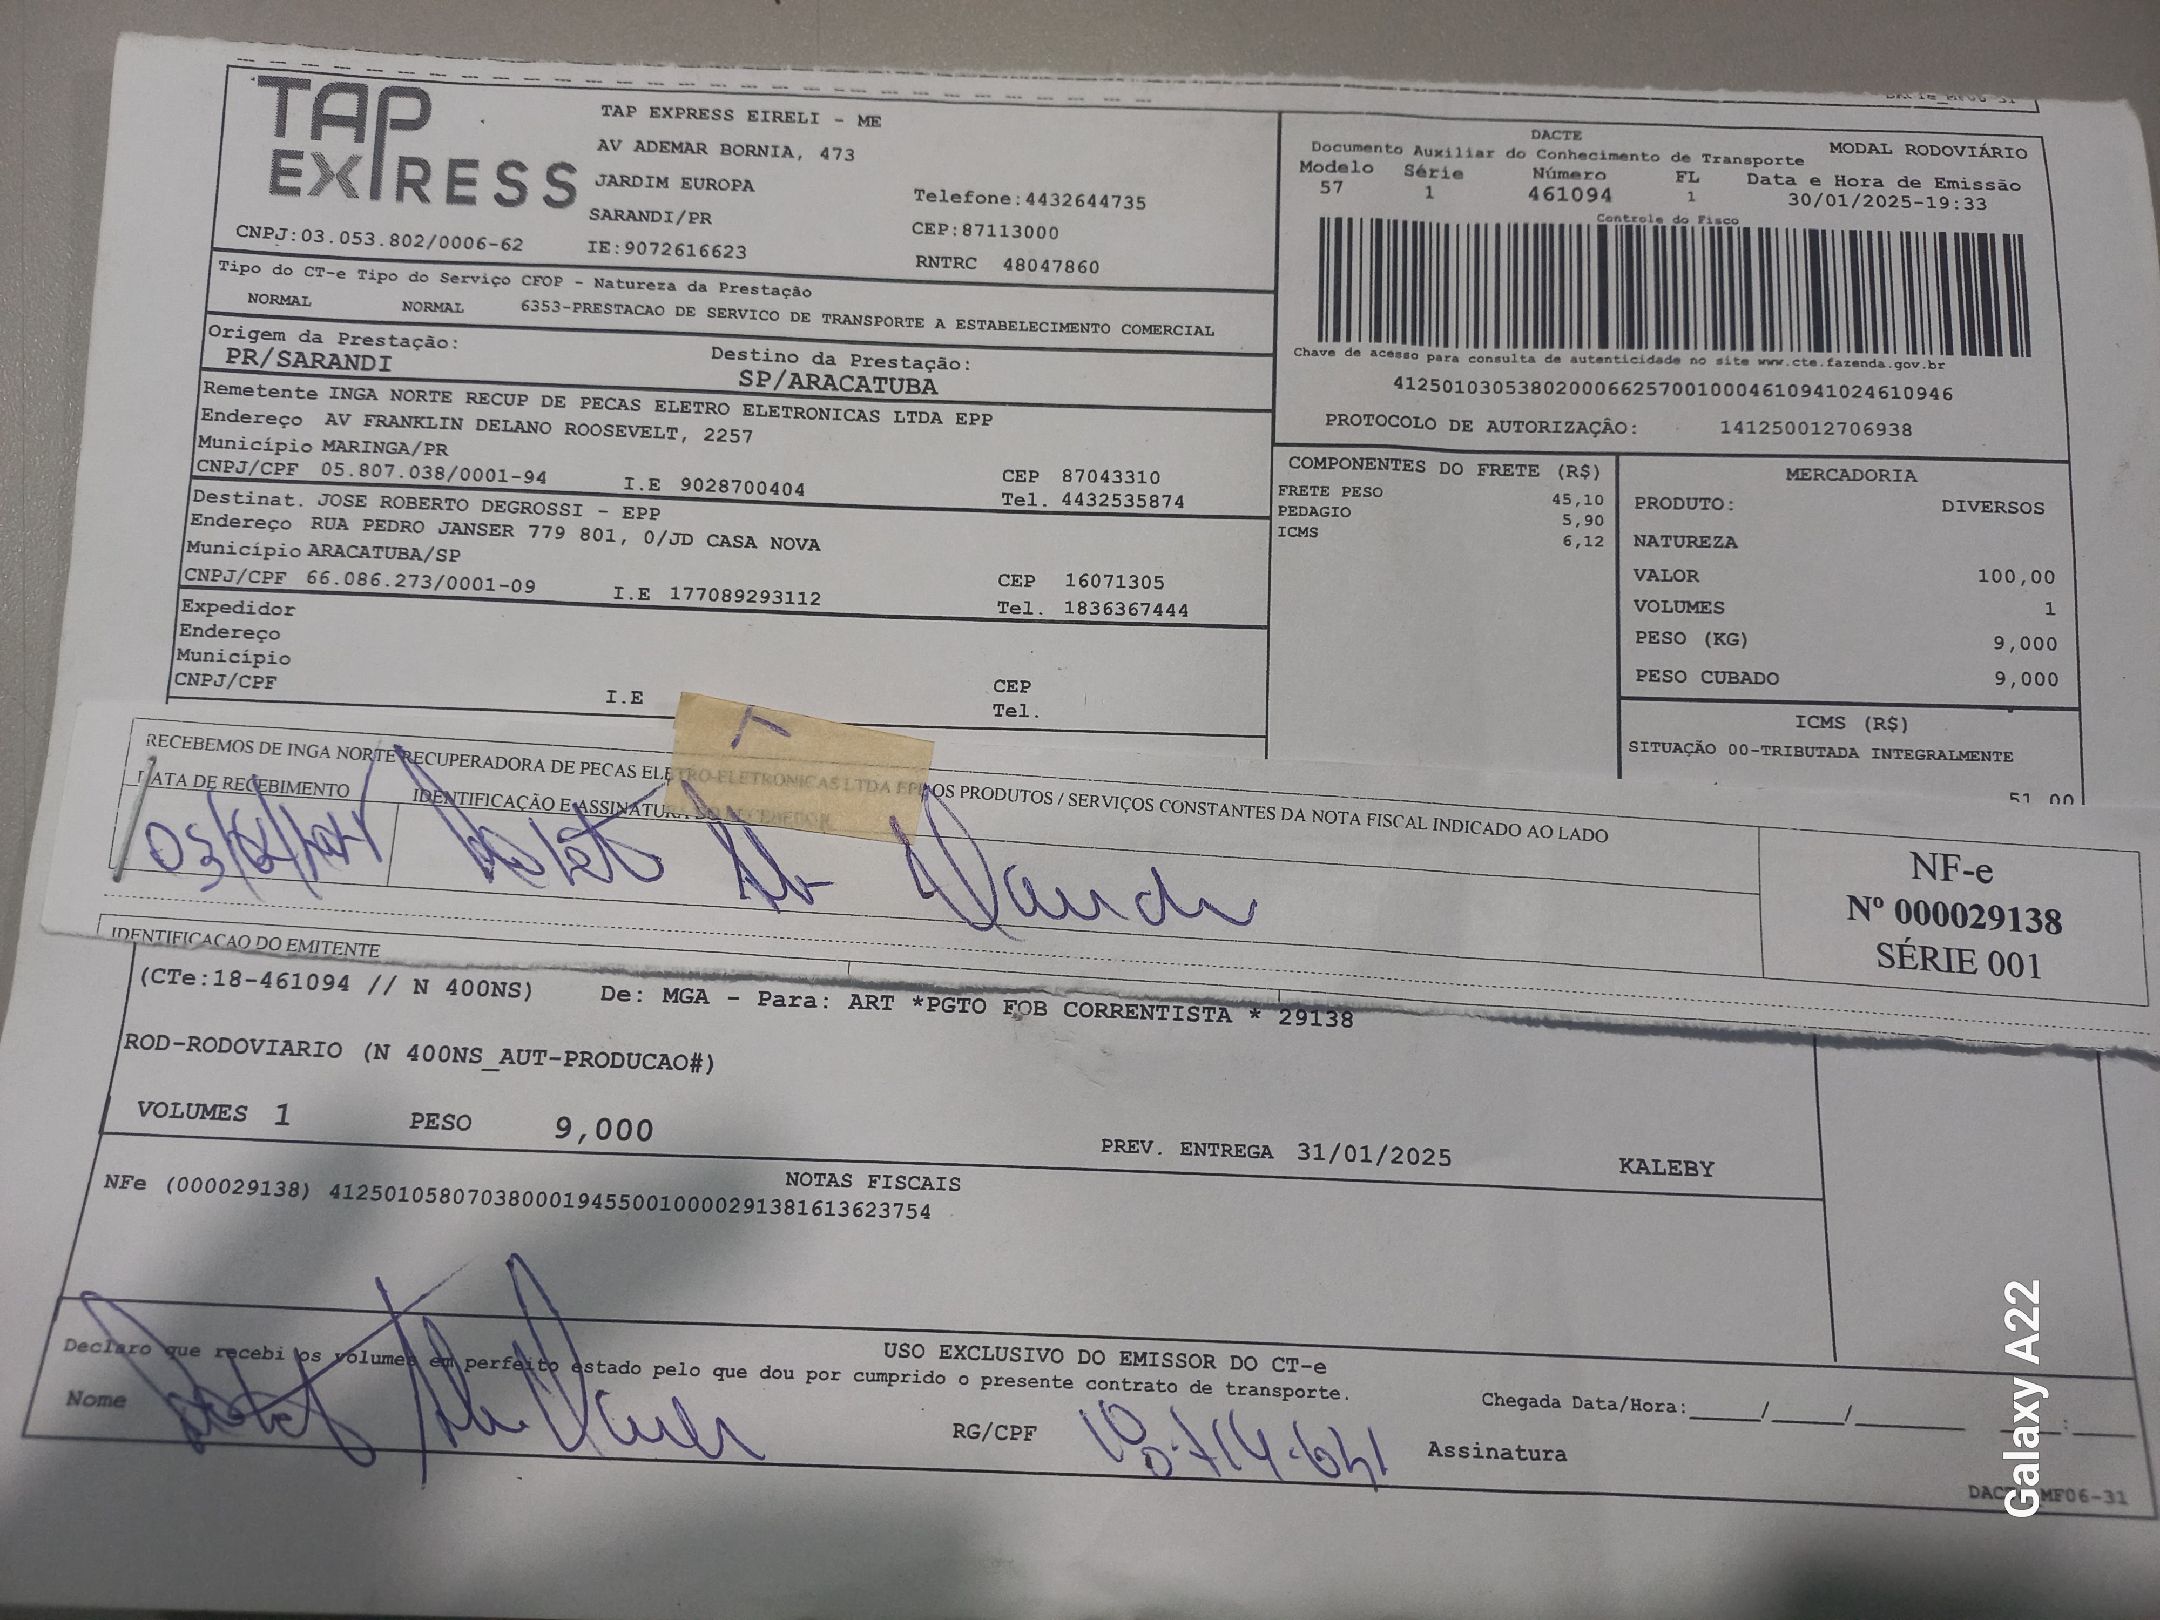 DACTE_MF06-31
TAP EXPRESS
TAP EXPRESS EIRELI - ME
AV ADEMAR BORNIA, 473
JARDIM EUROPA
Telefone:4432644735
SARANDI/PR
CEP:87113000
CNPJ:03.053.802/0006-62
IE:9072616623
RNTRC 48047860
DACTE
Documento Auxiliar do Conhecimento de Transporte
MODAL RODOVIÁRIO
Modelo Série Número FL Data e Hora de Emissão
57 1 461094 1 30/01/2025-19:33
Controle do Fisco
Chave de acesso para consulta de autenticidade no site www.cte.fazenda.gov.br
41250103053802000662570010004610941024610946
PROTOCOLO DE AUTORIZAÇÂO: 141250012706938
Tipo do CT-e Tipo do Serviço CFOP - Natureza da Prestação
NORMAL NORMAL 6353-PRESTACAO DE SERVICO DE TRANSPORTE A ESTABELECIMENTO COMERCIAL
Origem da Prestação: Destino da Prestação:
PR/SARANDI SP/ARACATUBA
Remetente INGA NORTE RECUP DE PECAS ELETRO ELETRONICAS LTDA EPP
Endereço AV FRANKLIN DELANO ROOSEVELT, 2257
Município MARINGA/PR
CEP 87043310
CNPJ/CPF 05.807.038/0001-94 I.E 9028700404 Tel. 4432535874
Destinat. JOSE ROBERTO DEGROSSI - EPP
Endereço RUA PEDRO JANSER 779 801, 0/JD CASA NOVA
Município ARACATUBA/SP
CEP 16071305
CNPJ/CPF 66.086.273/0001-09 I.E 177089293112 Tel. 1836367444
Expedidor
Endereço
Município
CEP
CNPJ/CPF I.E Tel.
COMPONENTES DO FRETE (R$)
FRETE PESO 45,10
PEDAGIO 5,90
ICMS 6,12
MERCADORIA
PRODUTO: DIVERSOS
NATUREZA
VALOR 100,00
VOLUMES 1
PESO (KG) 9,000
PESO CUBADO 9,000
ICMS (R$)
SITUAÇÃO 00-TRIBUTADA INTEGRALMENTE
51,00
RECEBEMOS DE INGA NORTE RECUPERADORA DE PECAS ELETRO-ELETRONICAS LTDA EPP OS PRODUTOS / SERVIÇOS CONSTANTES DA NOTA FISCAL INDICADO AO LADO
DATA DE RECEBIMENTO IDENTIFICAÇÃO E ASSINATURA DO RECEBEDOR
NF-e
Nº 000029138
SÉRIE 001
IDENTIFICACAO DO EMITENTE
(CTe:18-461094 // N 400NS) De: MGA - Para: ART *PGTO FOB CORRENTISTA * 29138
ROD-RODOVIARIO (N 400NS_AUT-PRODUCAO#)
VOLUMES 1 PESO 9,000 PREV. ENTREGA 31/01/2025 KALEBY
NOTAS FISCAIS
NFe (000029138) 41250105807038000194550010000291381613623754
USO EXCLUSIVO DO EMISSOR DO CT-e
Declaro que recebi os volumes em perfeito estado pelo que dou por cumprido o presente contrato de transporte.
Chegada Data/Hora:_____/_____/________ ____:____
Nome RG/CPF Assinatura
DACTE_MF06-31
Galaxy A22